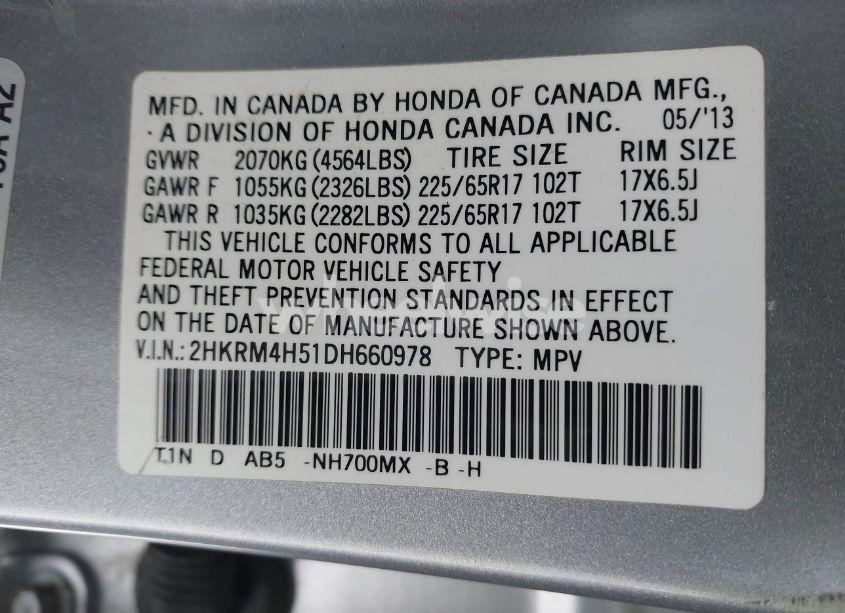 MFD. IN CANADA BY HONDA OF CANADA MFG.,
A DIVISION OF HONDA CANADA INC. 05/'13
GVWR 2070KG (4564LBS) TIRE SIZE RIM SIZE
GAWR F 1055KG (2326LBS) 225/65R17 102T 17X6.5J
GAWR R 1035KG (2282LBS) 225/65R17 102T 17X6.5J
THIS VEHICLE CONFORMS TO ALL APPLICABLE
FEDERAL MOTOR VEHICLE SAFETY
AND THEFT PREVENTION STANDARDS IN EFFECT
ON THE DATE OF MANUFACTURE SHOWN ABOVE.
V.I.N.: 2HKRM4H51DH660978 TYPE: MPV
T1N D AB5 -NH700MX -B -H